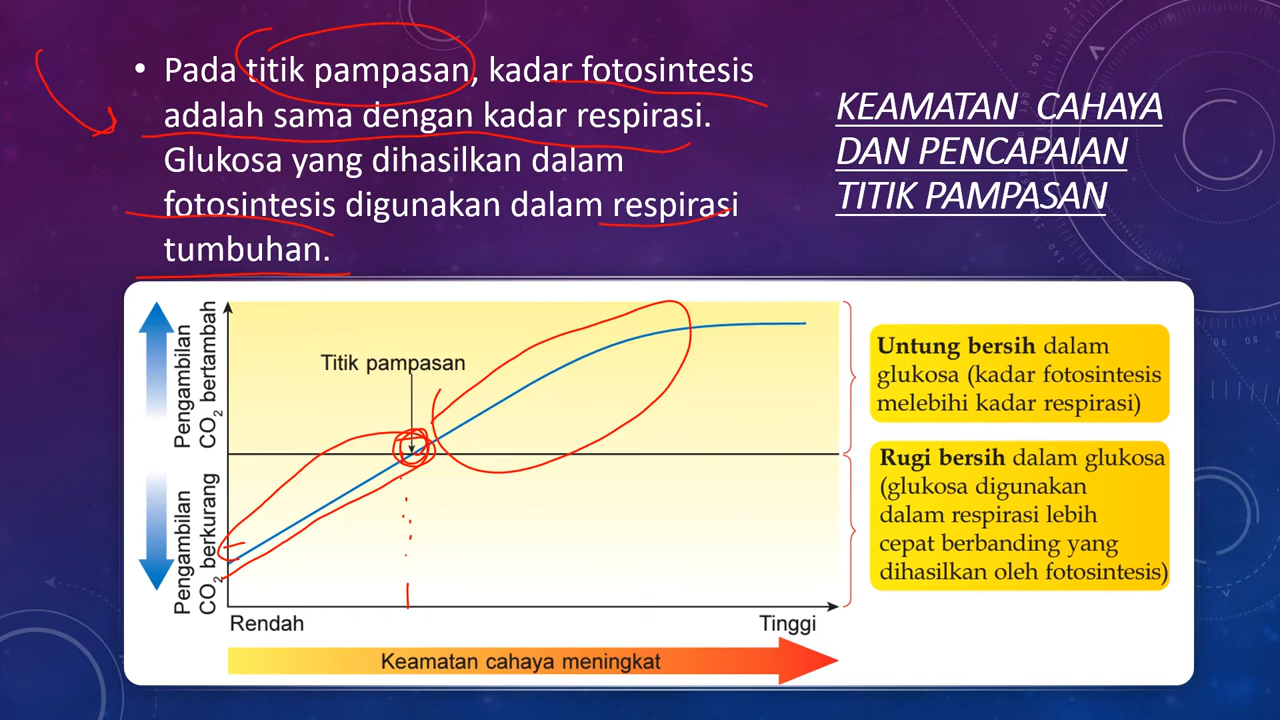 • Pada titik pampasan, kadar fotosintesis
adalah sama dengan kadar respirasi.
Glukosa yang dihasilkan dalam
fotosintesis digunakan dalam respirasi
tumbuhan.
KEAMATAN CAHAYA
DAN PENCAPAIAN
TITIK PAMPASAN
Pengambilan
CO2 bertambah
Pengambilan
CO2 berkurang
Titik pampasan
Rendah
Tinggi
Keamatan cahaya meningkat
Untung bersih dalam
glukosa (kadar fotosintesis
melebihi kadar respirasi)
Rugi bersih dalam glukosa
(glukosa digunakan
dalam respirasi lebih
cepat berbanding yang
dihasilkan oleh fotosintesis)